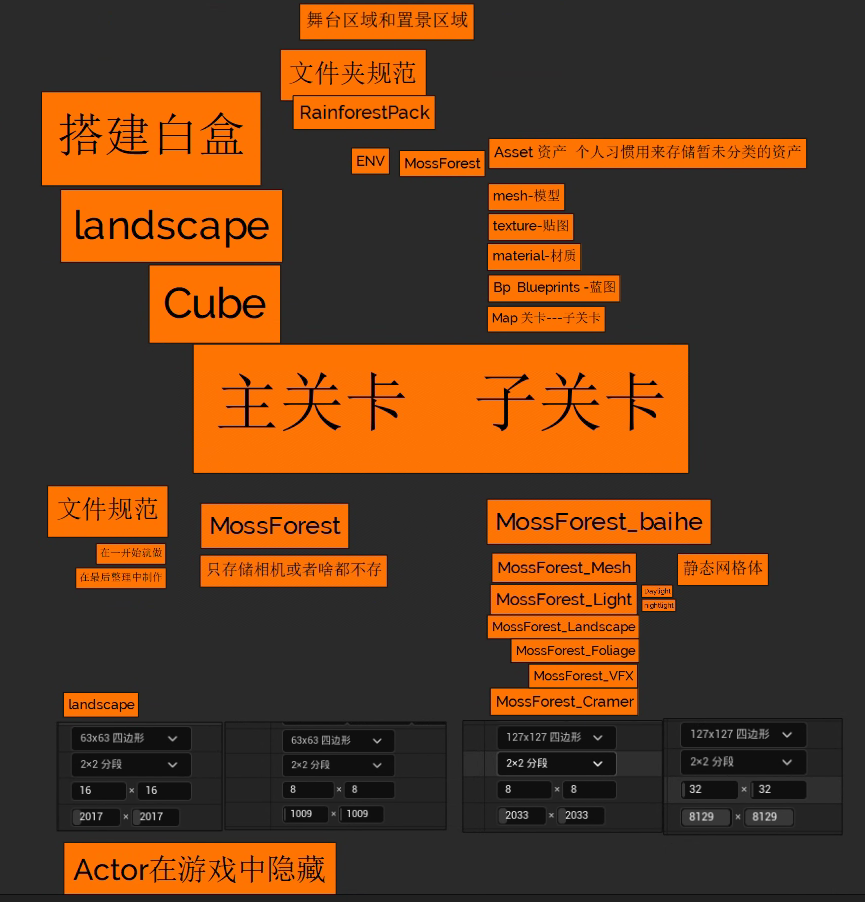 舞台区域和置景区域
文件夹规范
RainforestPack
搭建白盒
ENV
MossForest
Asset 资产 个人习惯用来存储暂未分类的资产
mesh-模型
texture-贴图
material-材质
Bp Blueprints -蓝图
Map 关卡---子关卡
landscape
Cube
主关卡 子关卡
文件规范
在一开始就做
在最后整理中制作
MossForest
只存储相机或者啥都不存
MossForest_baihe
MossForest_Mesh
静态网格体
MossForest_Light
Daylight
nightlight
MossForest_Landscape
MossForest_Foliage
MossForest_VFX
MossForest_Cramer
landscape
63x63 四边形
2×2 分段
16 × 16
2017 × 2017
63x63 四边形
2×2 分段
8 × 8
1009 × 1009
127x127 四边形
2×2 分段
8 × 8
2033 × 2033
127x127 四边形
2×2 分段
32 × 32
8129 × 8129
Actor在游戏中隐藏